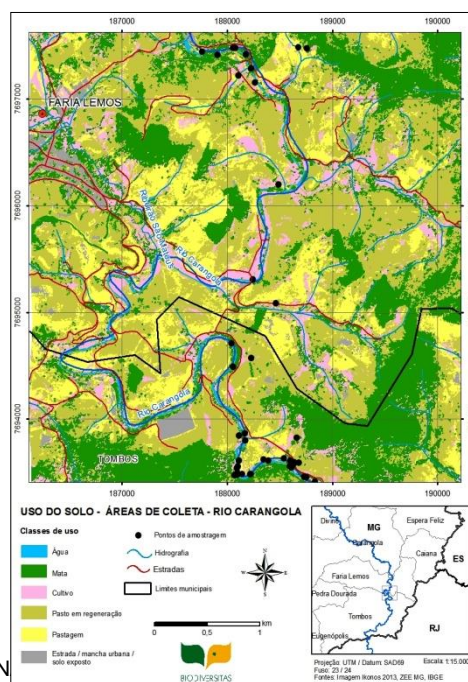 187000 188000 189000 190000
7697000
FARIA LEMOS
7696000
Ribeirão São Mateus
Rio Carangola
7695000
Rio Carangola
7694000
TOMBOS
187000 188000 189000 190000
USO DO SOLO - ÁREAS DE COLETA - RIO CARANGOLA
Classes de uso
Água
Mata
Cultivo
Pasto em regeneração
Pastagem
Estrada / mancha urbana /
solo exposto
Pontos de amostragem
Hidrografia
Estradas
Limites municipais
0 0.5 1
km
BIODIVERSITAS
Divino
MG
Espera Feliz
Carangola
ES
Caiana
Faria Lemos
Pedra Dourada
Tombos
Eugenópolis
RJ
Projeção: UTM / Datum: SAD69 Escala: 1:15.000
Fuso: 23 / 24
Fontes: Imagem Ikonos 2013, ZEE MG, IBGE
N